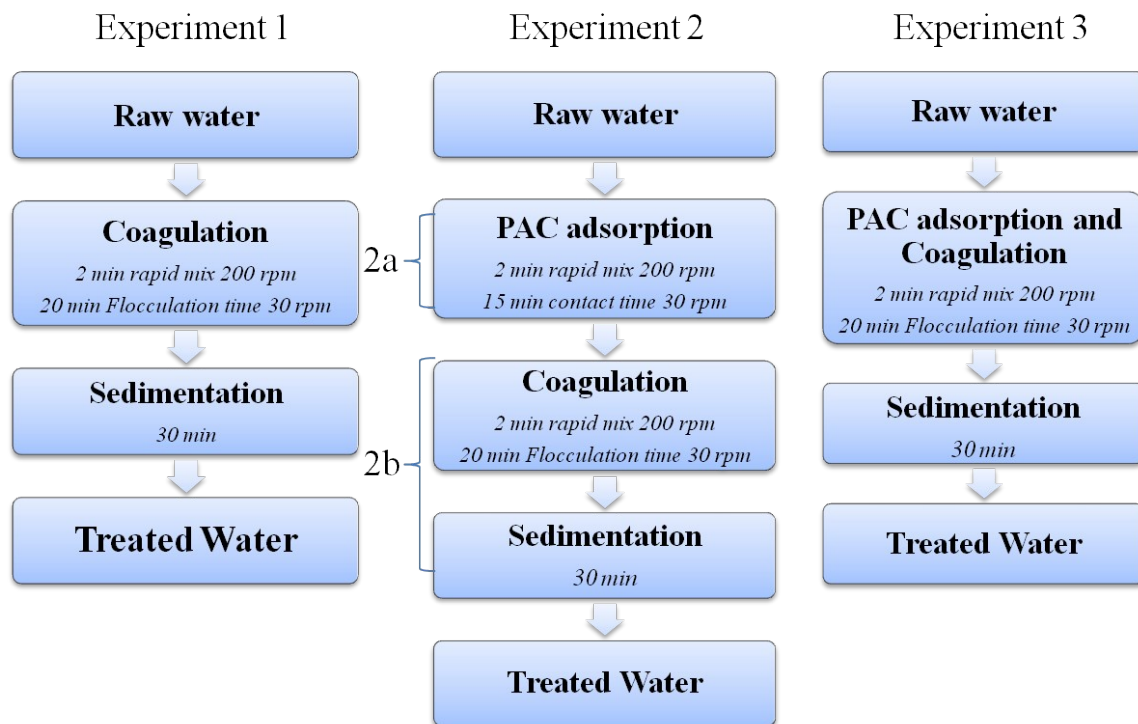 Experiment 1
Raw water
Coagulation
2 min rapid mix 200 rpm
20 min Flocculation time 30 rpm
Sedimentation
30 min
Treated Water
Experiment 2
Raw water
2a
PAC adsorption
2 min rapid mix 200 rpm
15 min contact time 30 rpm
2b
Coagulation
2 min rapid mix 200 rpm
20 min Flocculation time 30 rpm
Sedimentation
30 min
Treated Water
Experiment 3
Raw water
PAC adsorption and
Coagulation
2 min rapid mix 200 rpm
20 min Flocculation time 30 rpm
Sedimentation
30 min
Treated Water